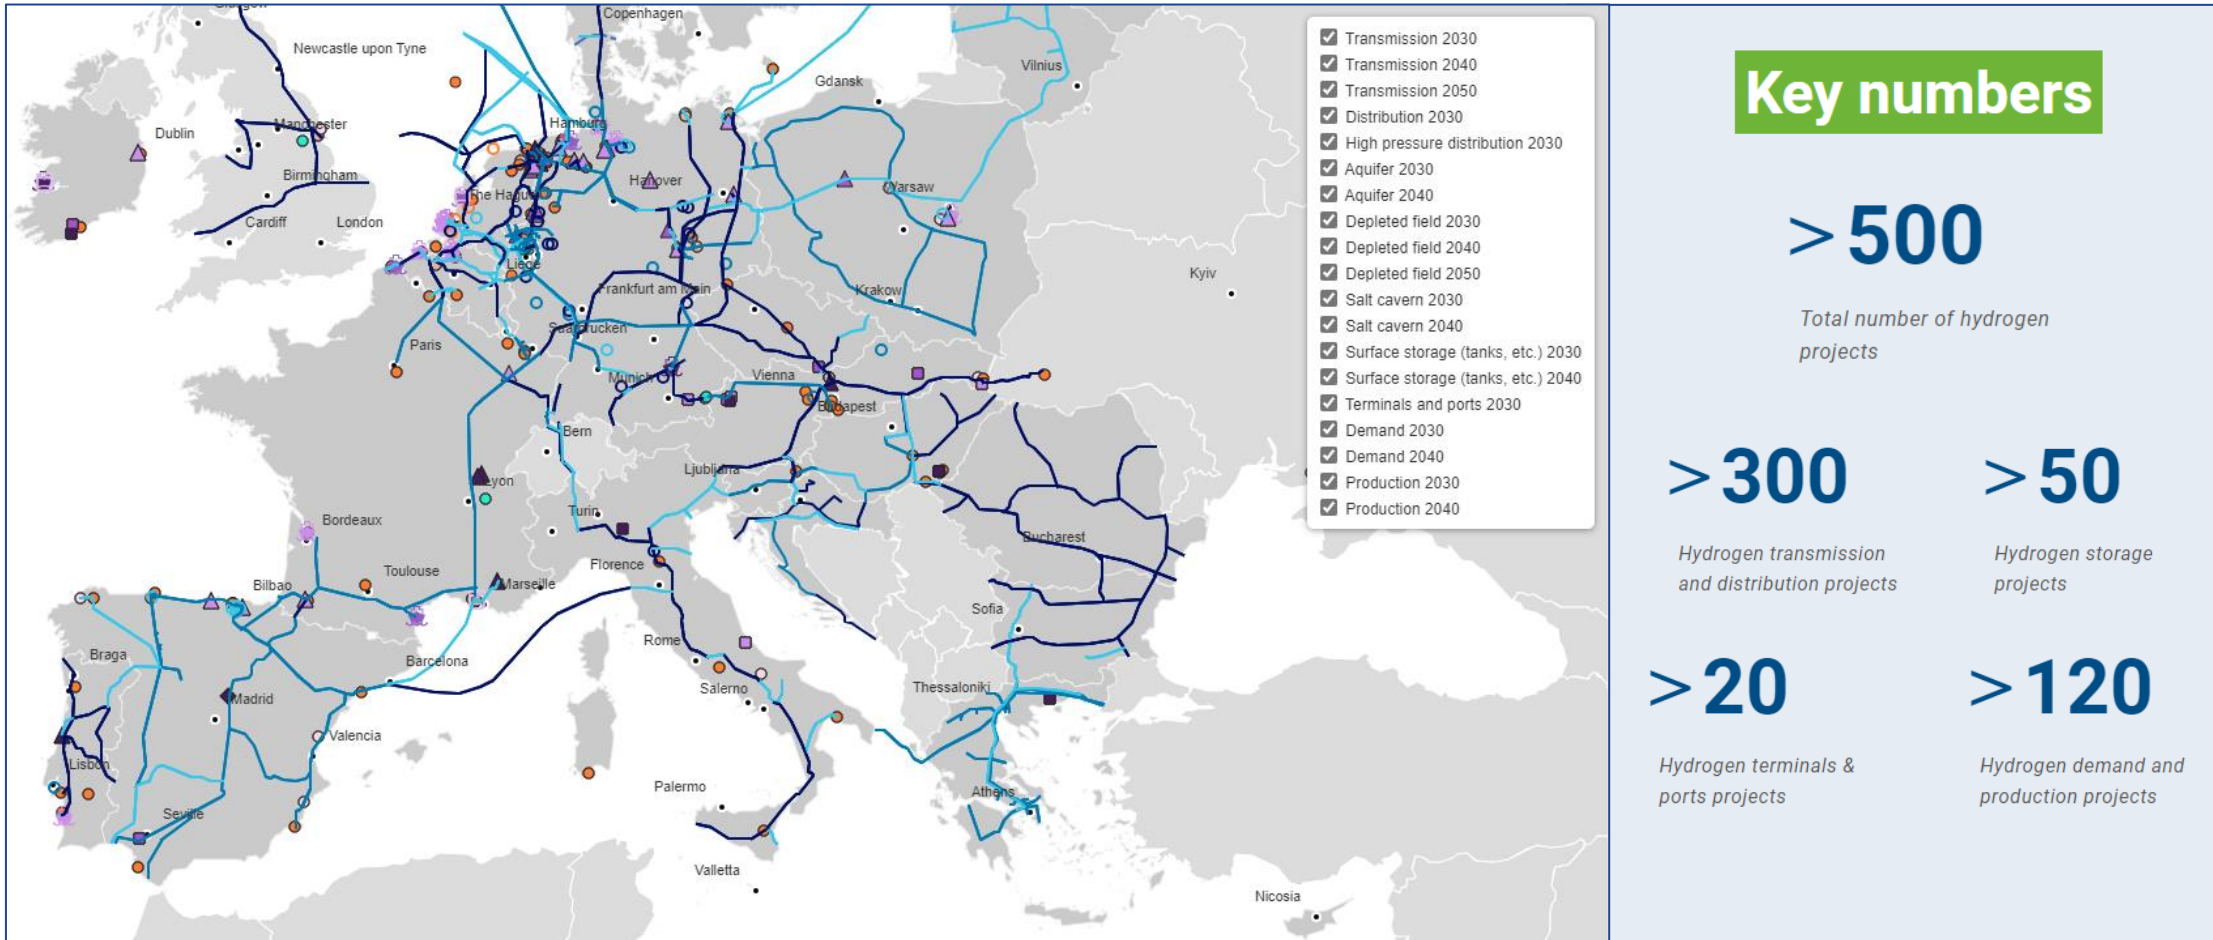 Glasgow
Copenhagen
Newcastle upon Tyne
Vilnius
Gdansk
Dublin
Manchester
Hamburg
Birmingham
Hanover
Warsaw
The Hague
Cardiff
London
Liege
Kyiv
Frankfurt am Main
Krakow
Saarbrucken
Paris
Munich
Vienna
Budapest
Bern
Ljubljana
Lyon
Turin
Bordeaux
Bucharest
Florence
Toulouse
Bilbao
Marseille
Sofia
Rome
Braga
Barcelona
Salerno
Thessaloniki
Madrid
Valencia
Lisbon
Palermo
Athens
Seville
Valletta
Nicosia
Transmission 2030
Transmission 2040
Transmission 2050
Distribution 2030
High pressure distribution 2030
Aquifer 2030
Aquifer 2040
Depleted field 2030
Depleted field 2040
Depleted field 2050
Salt cavern 2030
Salt cavern 2040
Surface storage (tanks, etc.) 2030
Surface storage (tanks, etc.) 2040
Terminals and ports 2030
Demand 2030
Demand 2040
Production 2030
Production 2040
Key numbers
>500
Total number of hydrogen
projects
>300
Hydrogen transmission
and distribution projects
>50
Hydrogen storage
projects
>20
Hydrogen terminals &
ports projects
>120
Hydrogen demand and
production projects